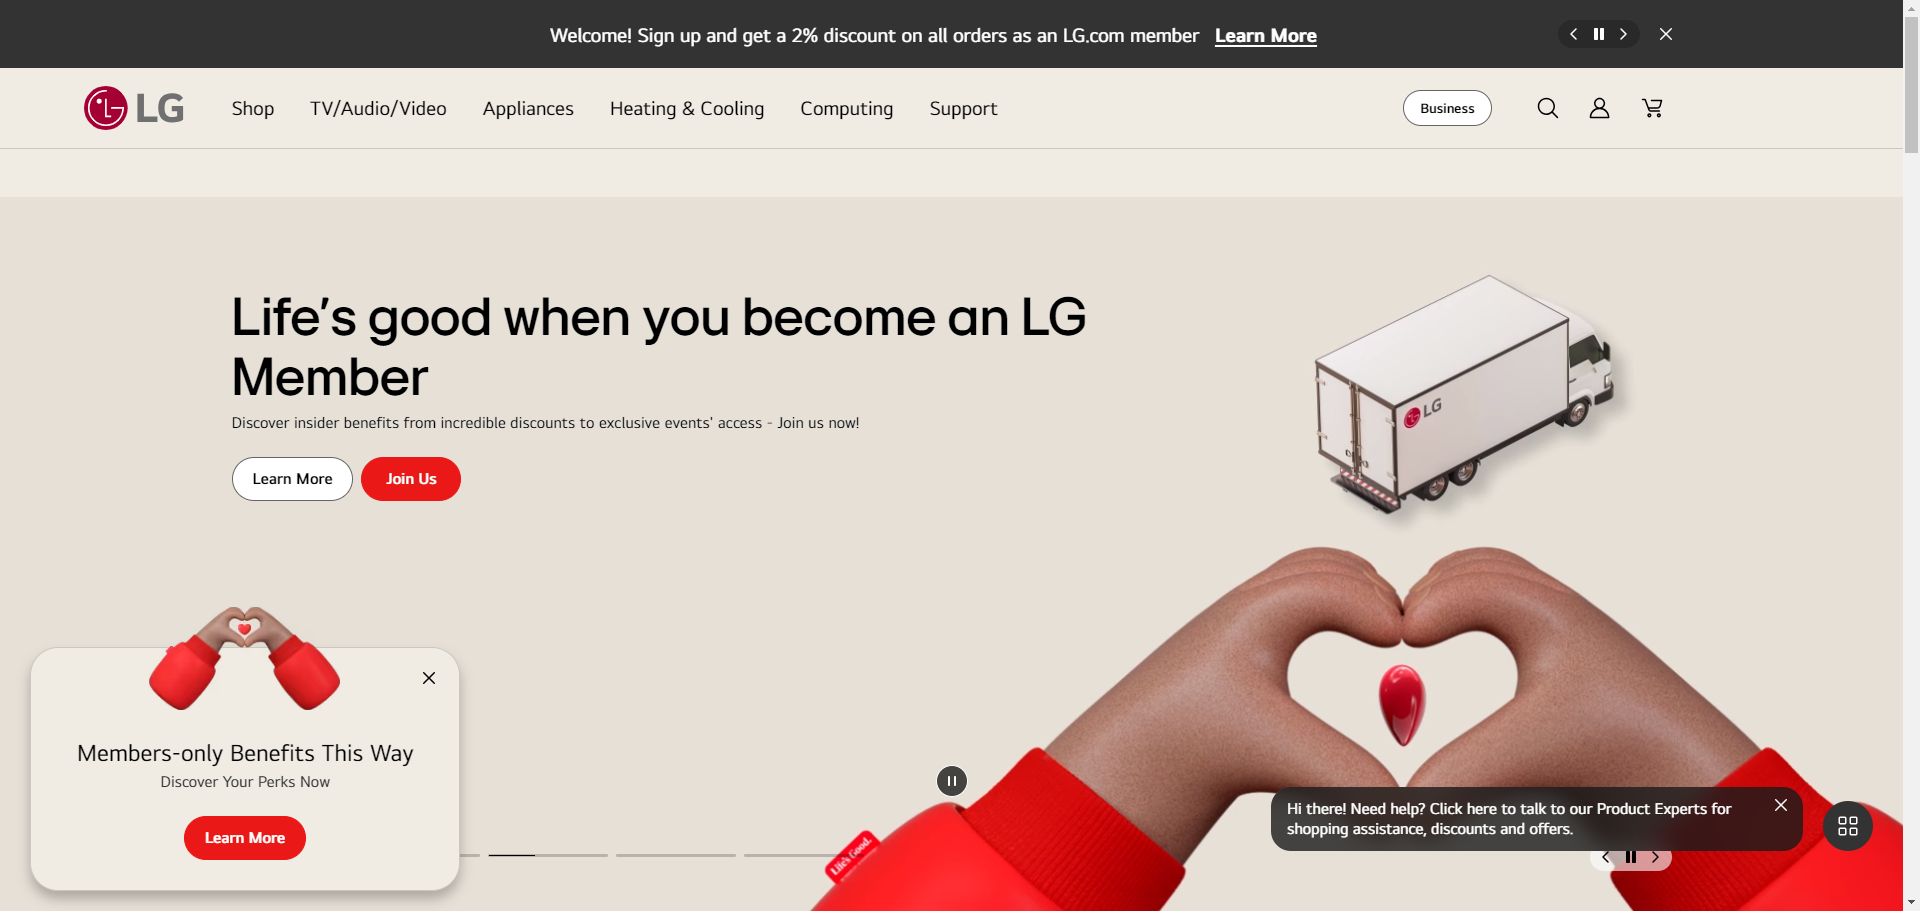 Welcome! Sign up and get a 2% discount on all orders as an LG.com member Learn More
LG Shop TV/Audio/Video Appliances Heating & Cooling Computing Support Business
Life's good when you become an LG
Member
Discover insider benefits from incredible discounts to exclusive events' access - Join us now!
Learn More Join Us
LG
Members-only Benefits This Way
Discover Your Perks Now
Learn More
Life's Good.
Hi there! Need help? Click here to talk to our Product Experts for
shopping assistance, discounts and offers.